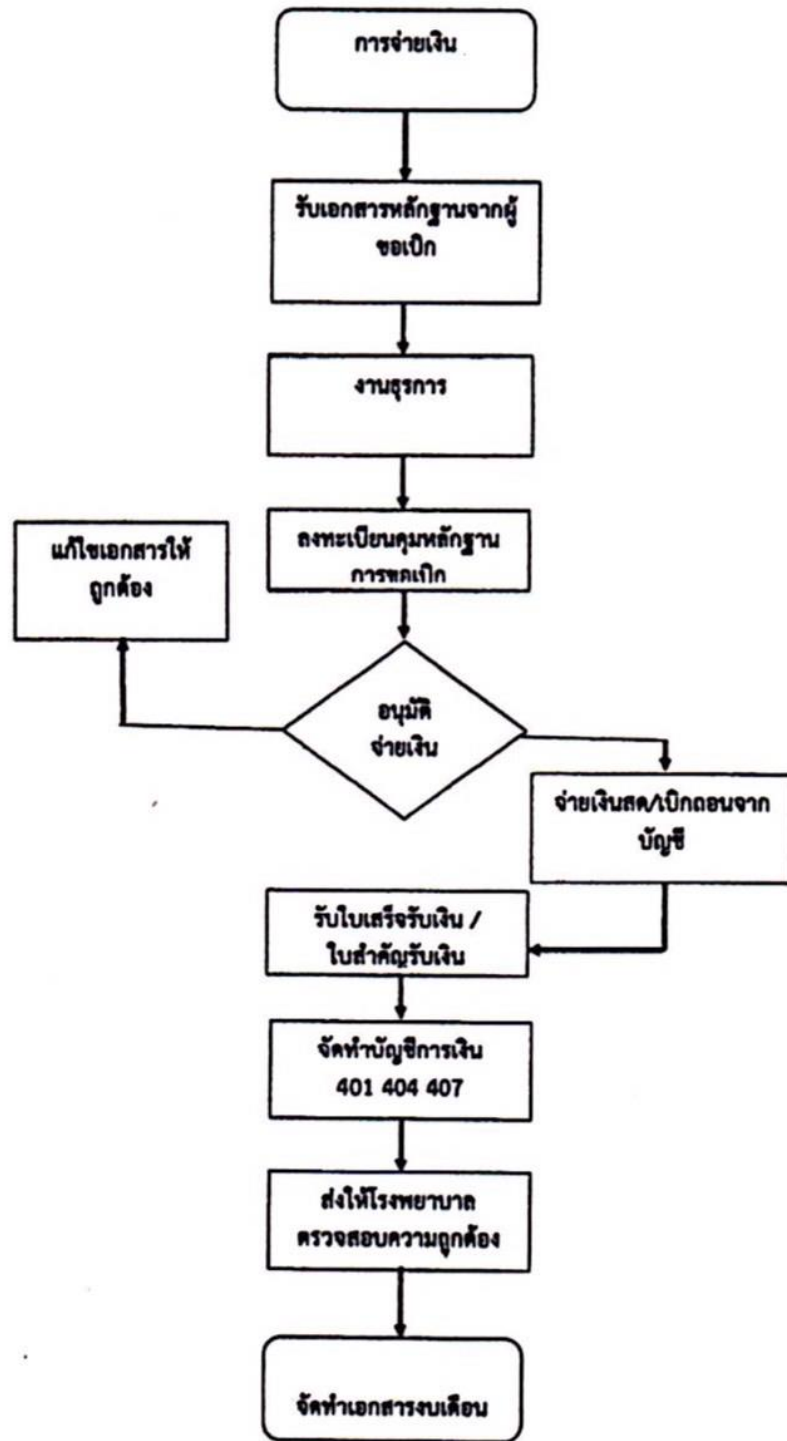 การจ่ายเงิน
รับเอกสารหลักฐานจากผู้
ขอเบิก
งานธุรการ
ลงทะเบียนคุมหลักฐาน
การขอเบิก
แก้ไขเอกสารให้
ถูกต้อง
อนุมัติ
จ่ายเงิน
จ่ายเงินสด/เบิกถอนจาก
บัญชี
รับใบเสร็จรับเงิน /
ใบสำคัญรับเงิน
จัดทำบัญชีการเงิน
401 404 407
ส่งให้โรงพยาบาล
ตรวจสอบความถูกต้อง
จัดทำเอกสารงบเดือน